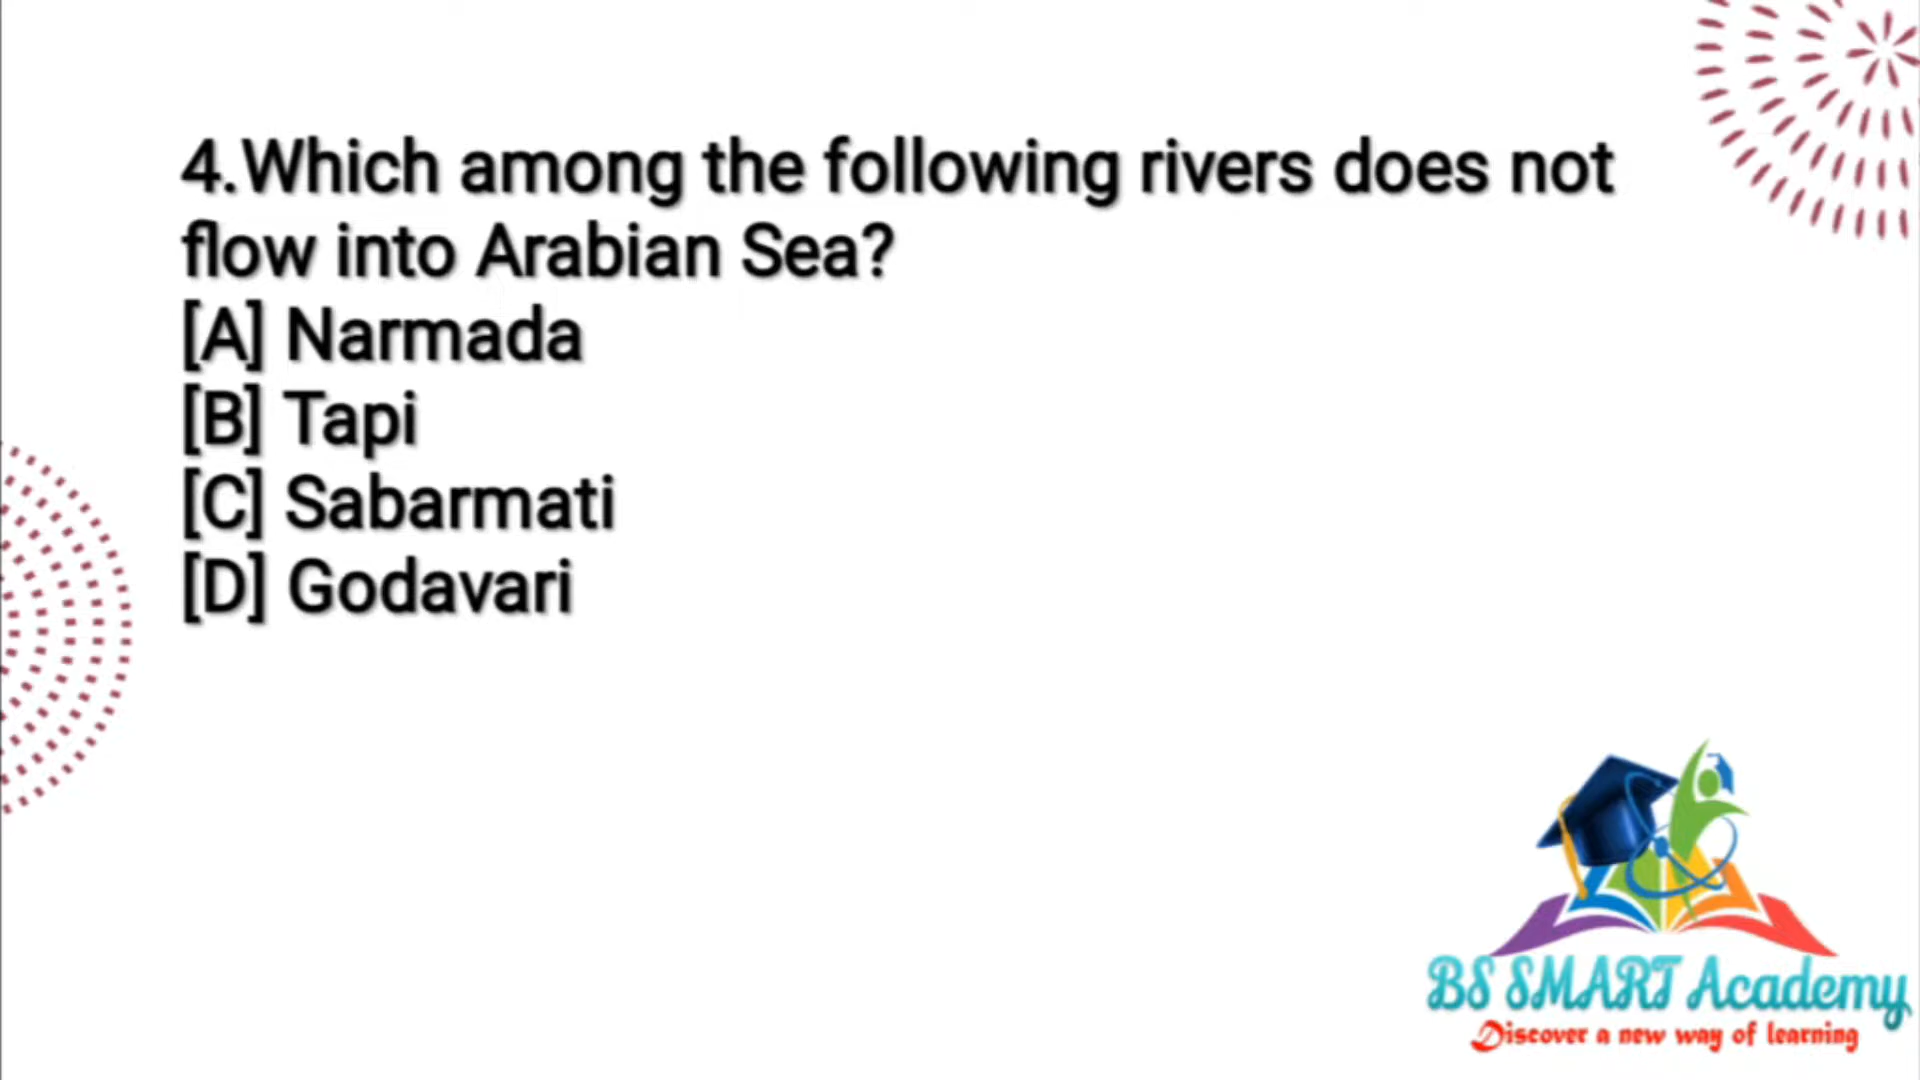 4.Which among the following rivers does not
flow into Arabian Sea?
[A] Narmada
[B] Tapi
[C] Sabarmati
[D] Godavari
BS SMART Academy
Discover a new way of learning